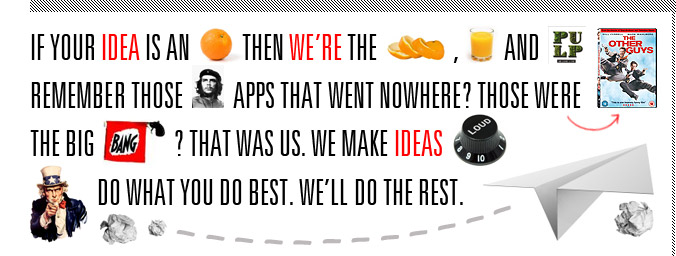 IF YOUR IDEA IS AN THEN WE'RE THE , AND PULP
THE OTHER GUYS
REMEMBER THOSE APPS THAT WENT NOWHERE? THOSE WERE
THE BIG BANG ? THAT WAS US. WE MAKE IDEAS LOUD
6 7 8 9 10
DO WHAT YOU DO BEST. WE'LL DO THE REST.